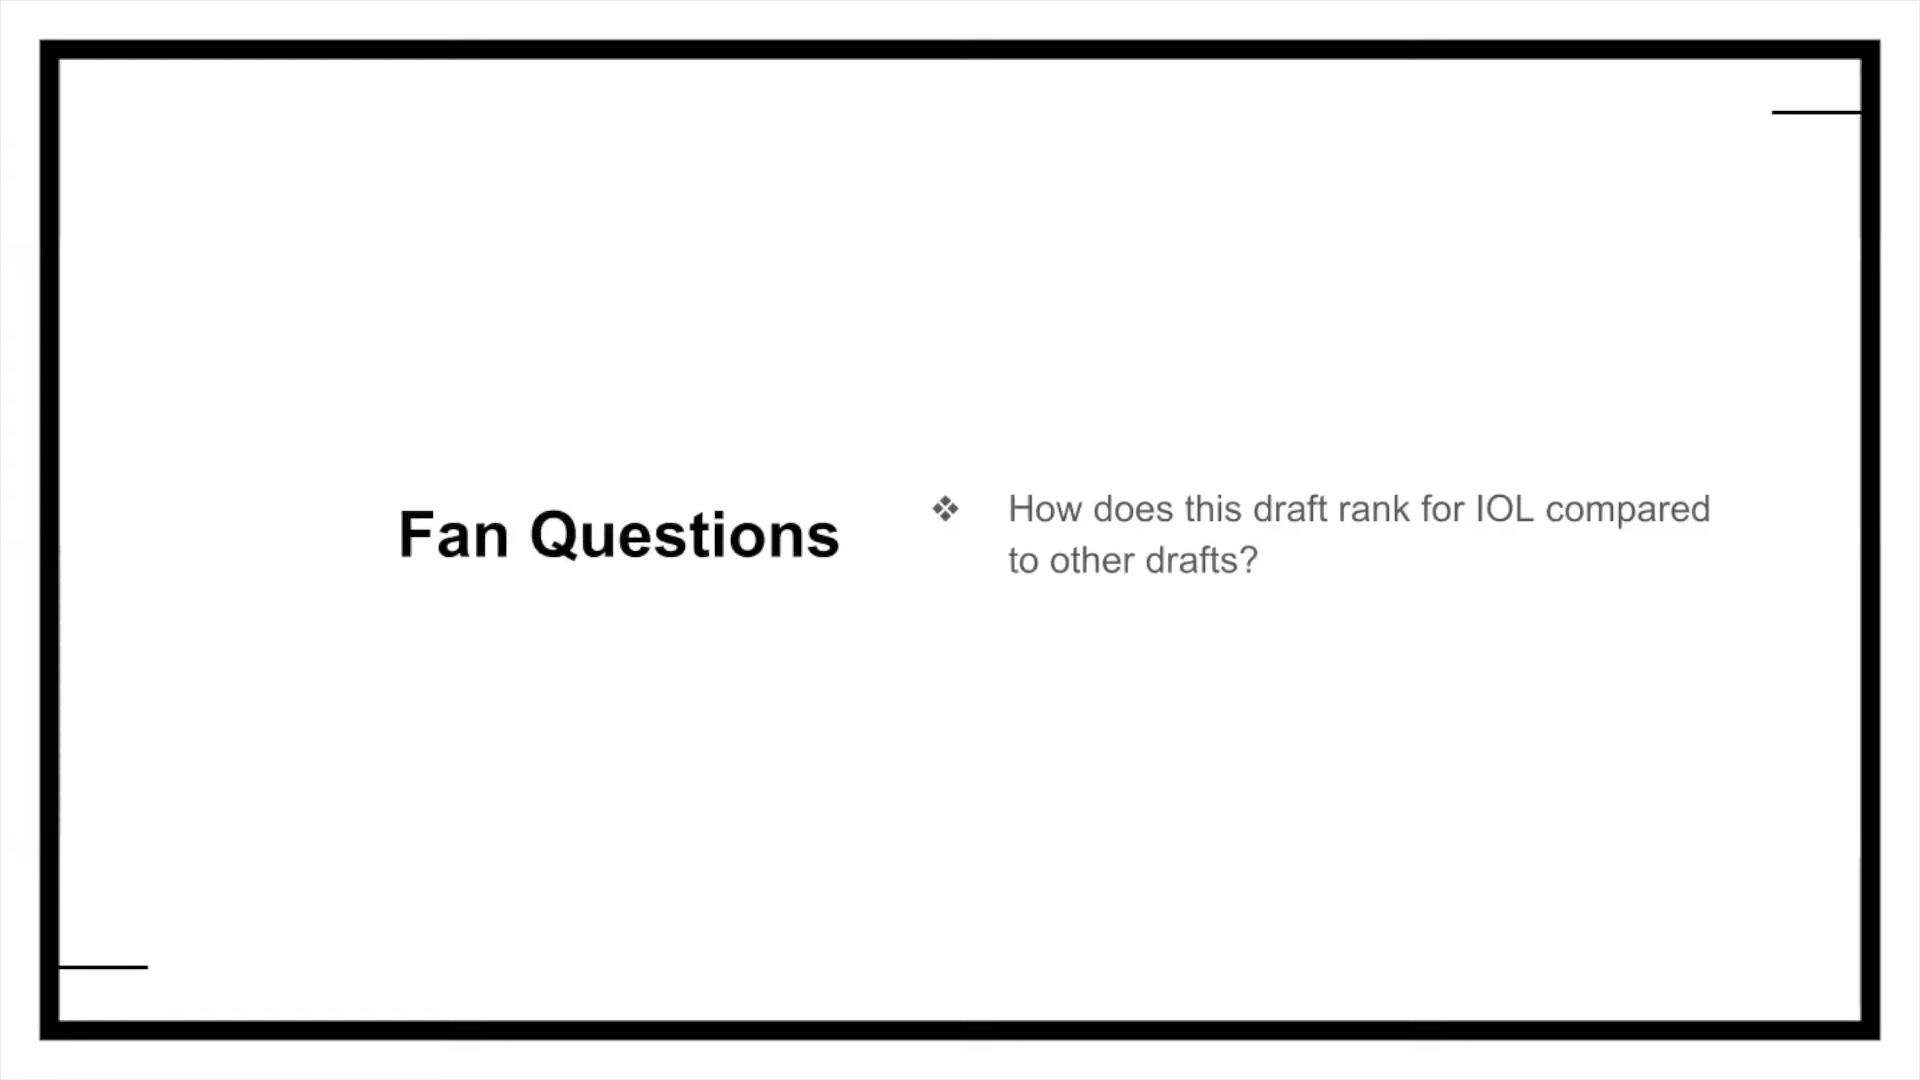 Fan Questions
❖ How does this draft rank for IOL compared
to other drafts?